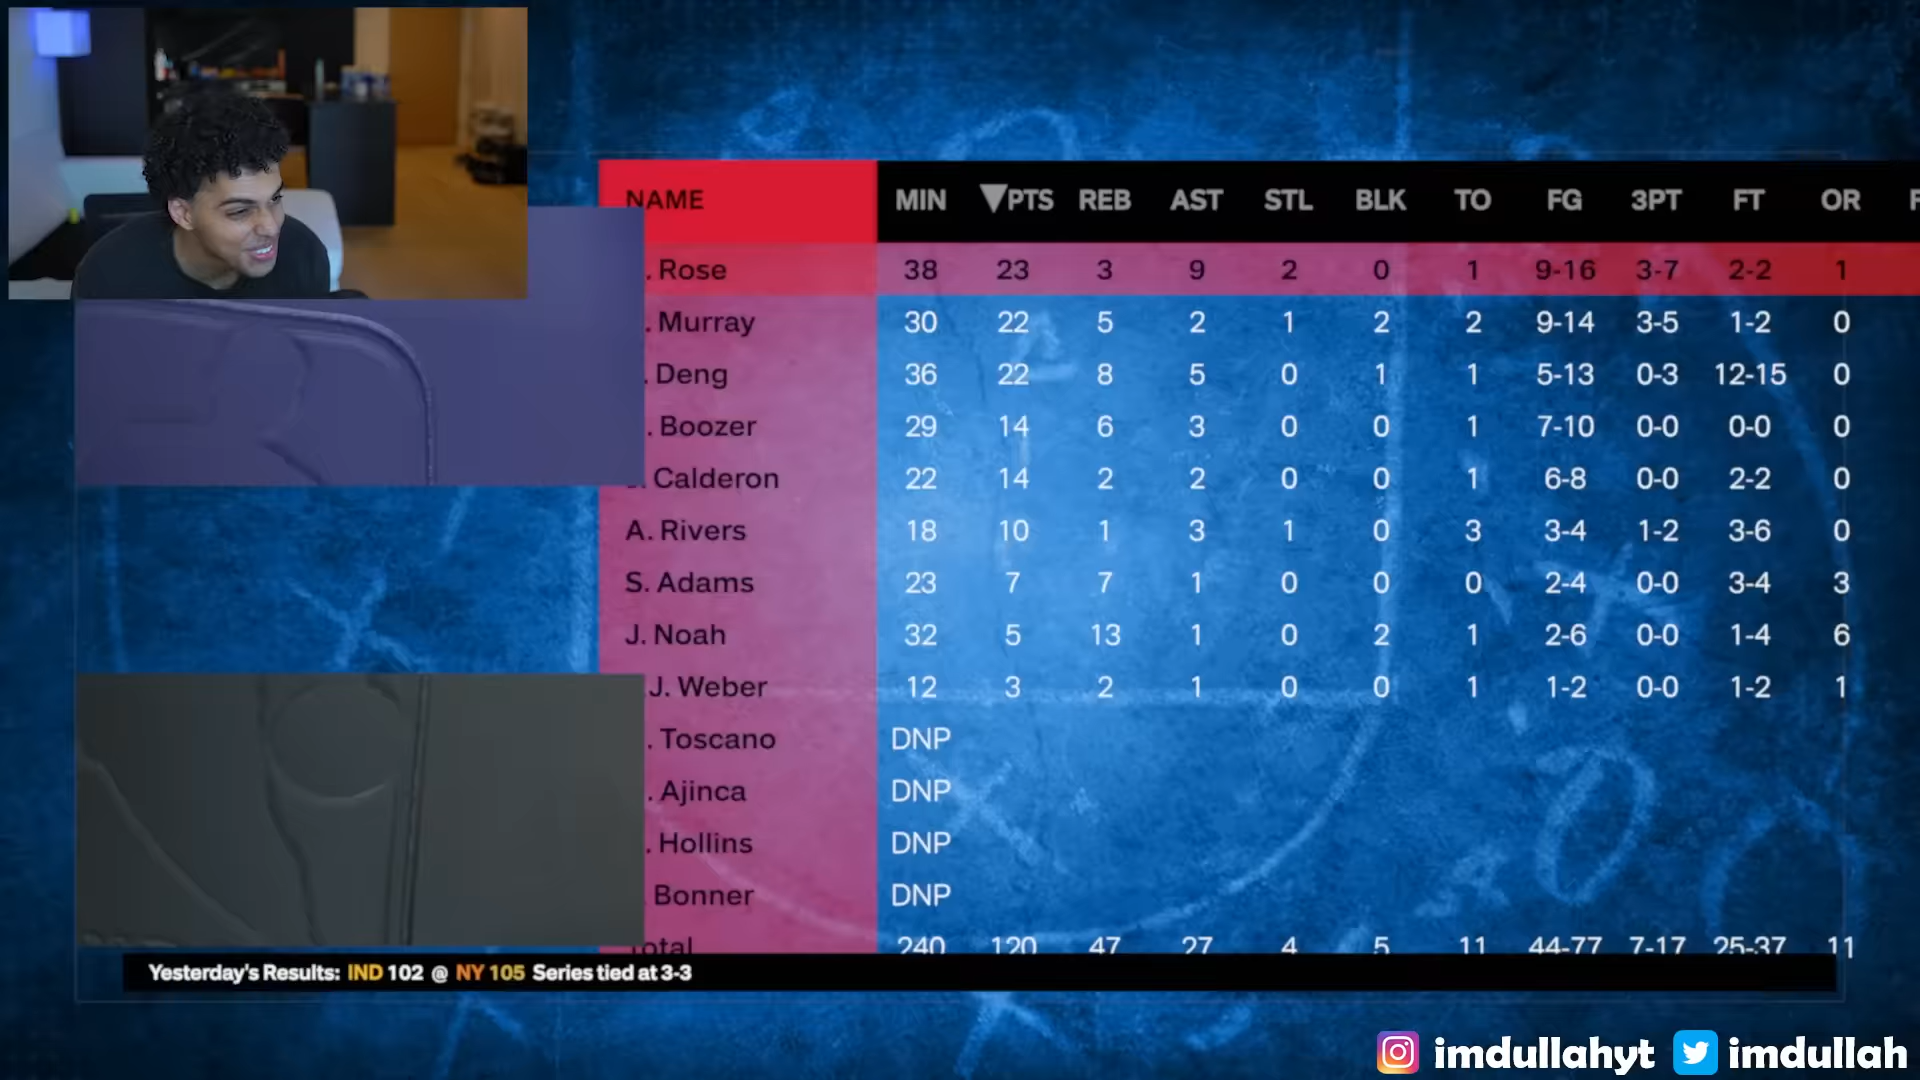 NAME MIN ▼PTS REB AST STL BLK TO FG 3PT FT OR
. Rose 38 23 3 9 2 0 1 9-16 3-7 2-2 1
. Murray 30 22 5 2 1 2 2 9-14 3-5 1-2 0
. Deng 36 22 8 5 0 1 1 5-13 0-3 12-15 0
. Boozer 29 14 6 3 0 0 1 7-10 0-0 0-0 0
. Calderon 22 14 2 2 0 0 1 6-8 0-0 2-2 0
A. Rivers 18 10 1 3 1 0 3 3-4 1-2 3-6 0
S. Adams 23 7 7 1 0 0 0 2-4 0-0 3-4 3
J. Noah 32 5 13 1 0 2 1 2-6 0-0 1-4 6
J. Weber 12 3 2 1 0 0 1 1-2 0-0 1-2 1
. Toscano DNP
. Ajinca DNP
. Hollins DNP
Bonner DNP
Total 240 120 47 27 4 5 11 44-77 7-17 25-37 11
Yesterday's Results: IND 102 @ NY 105 Series tied at 3-3
imdullahyt imdullah